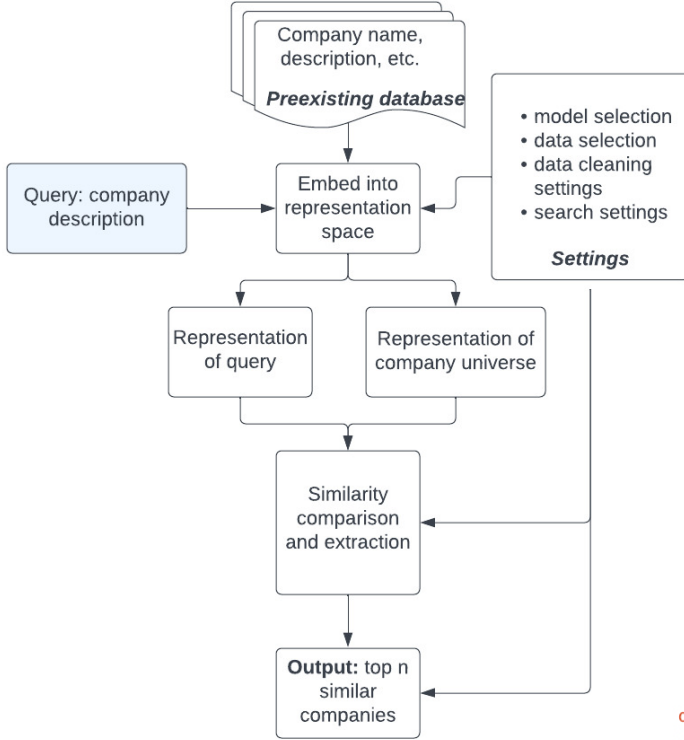 Company name,
description, etc.
Preexisting database
• model selection
• data selection
• data cleaning
settings
• search settings
Settings
Query: company
description
Embed into
representation
space
Representation
of query
Representation of
company universe
Similarity
comparison
and extraction
Output: top n
similar
companies